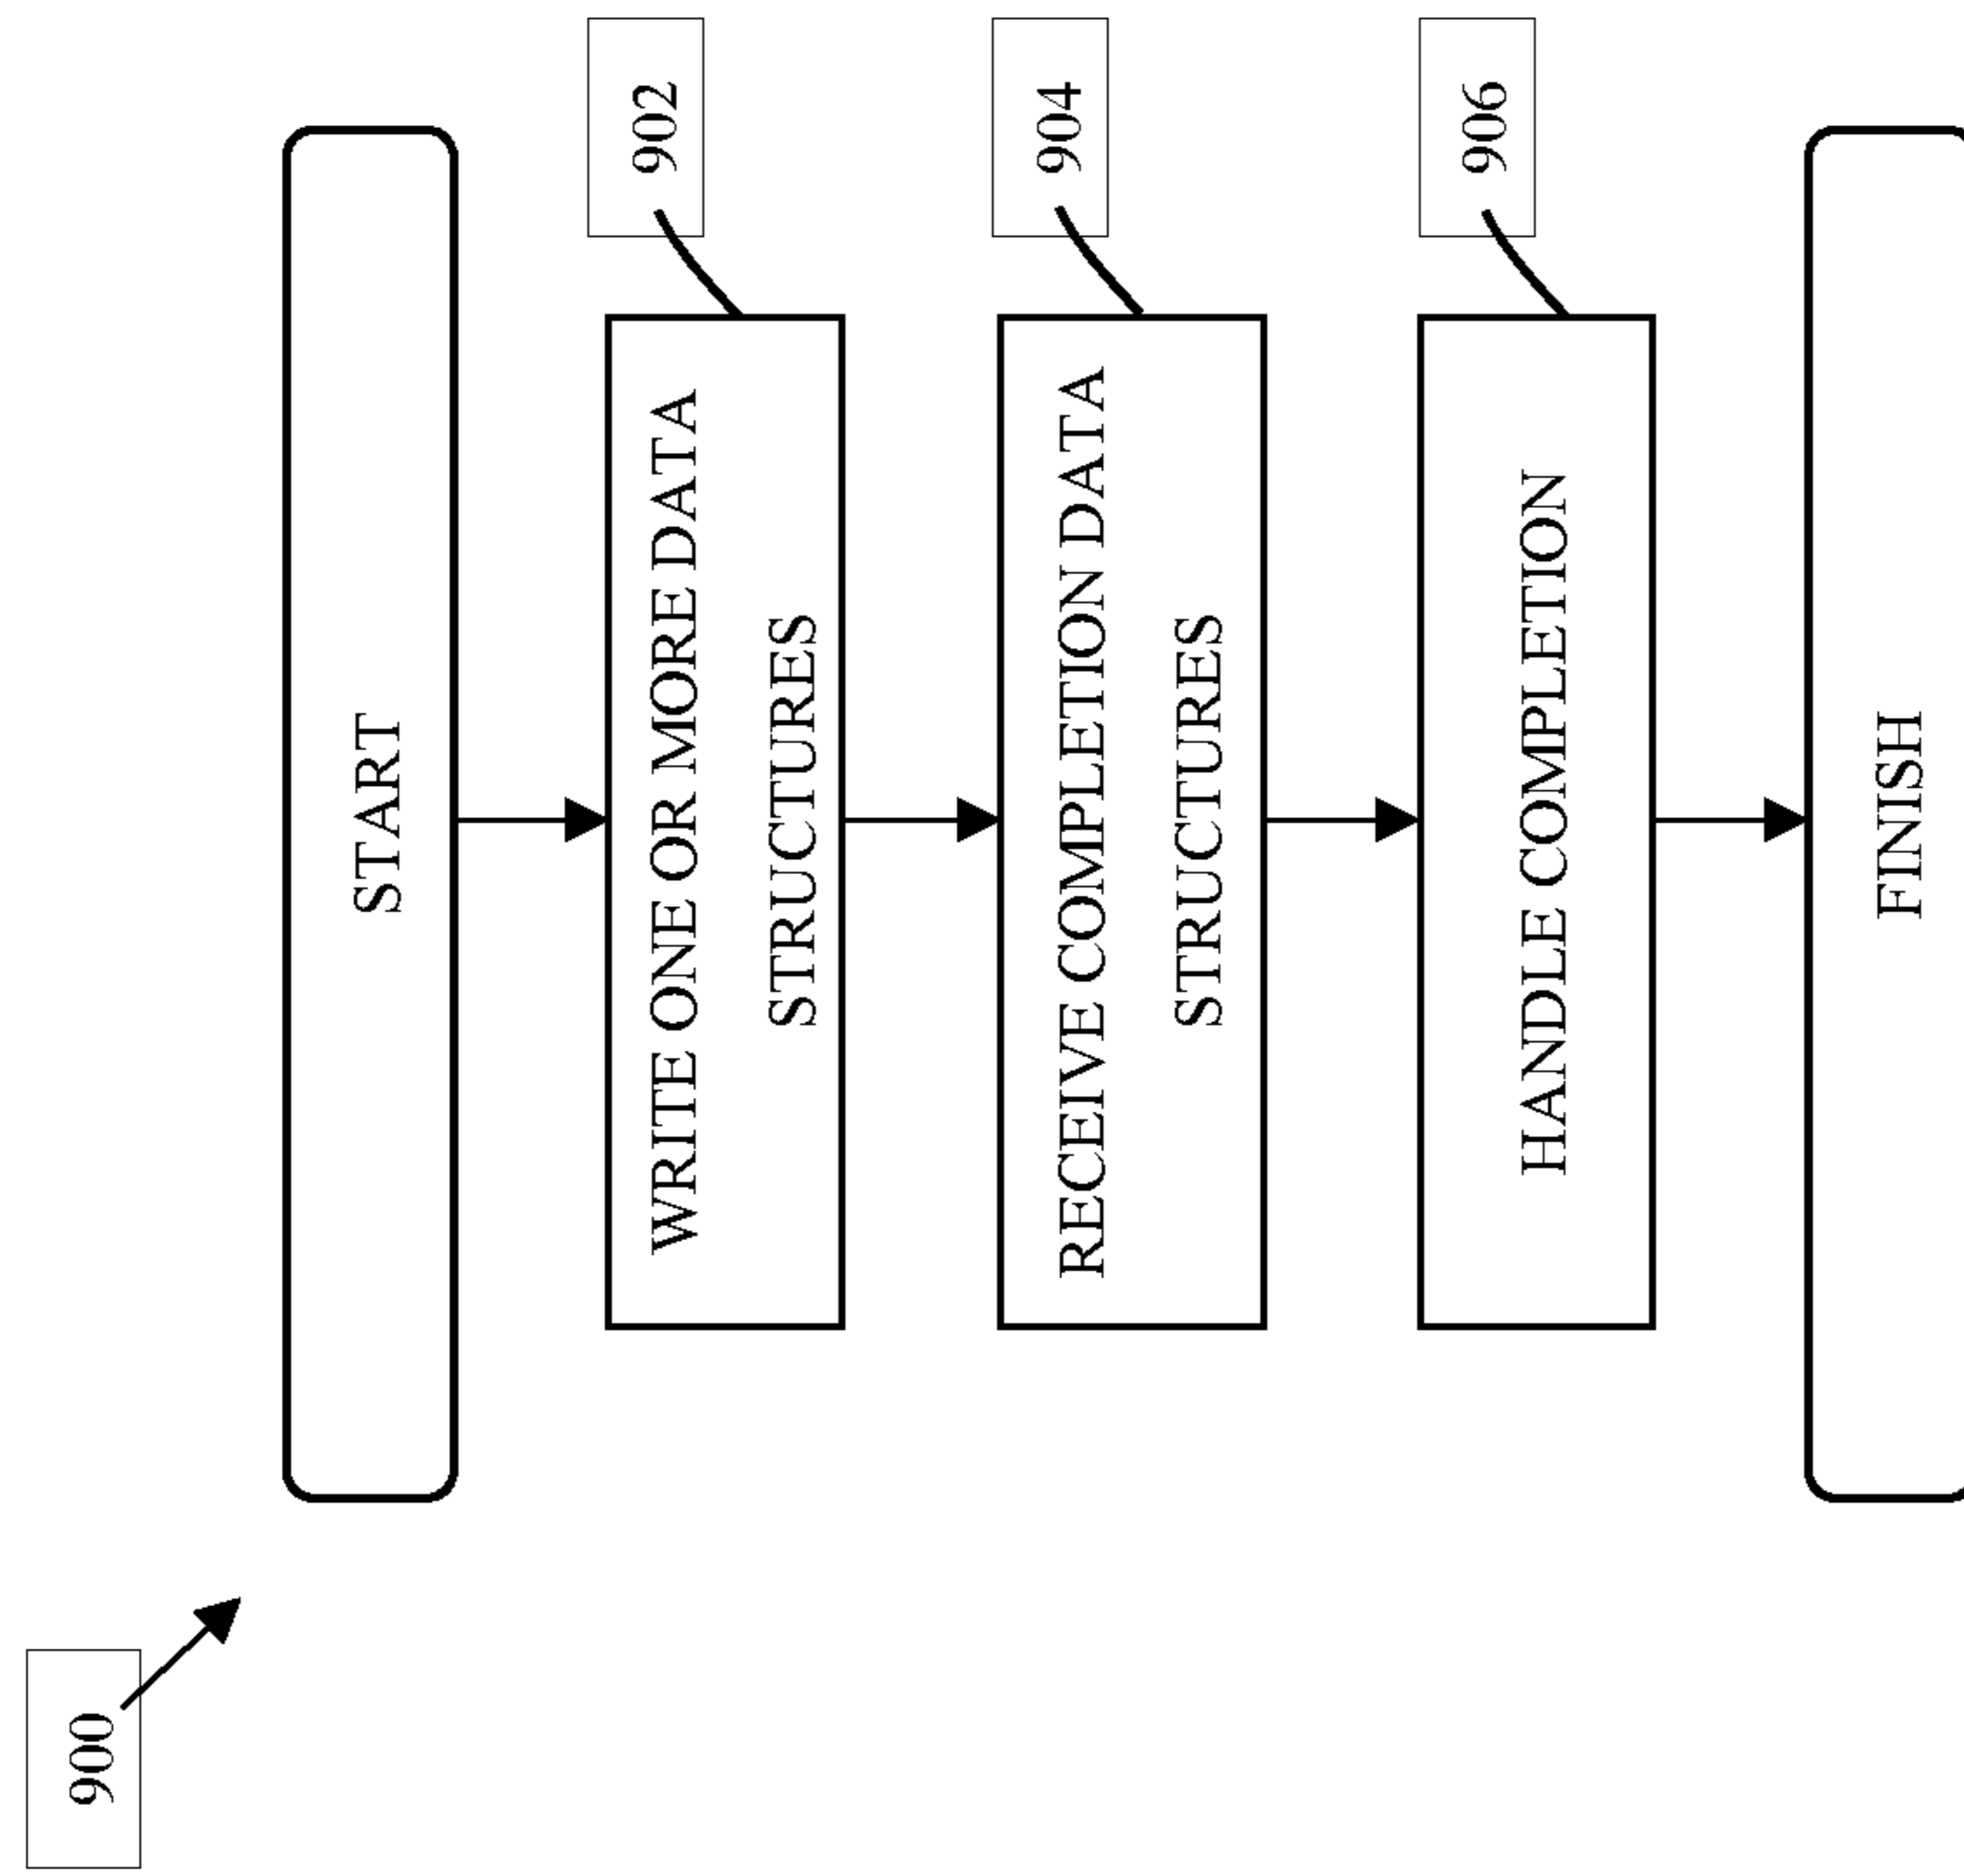 900
START
WRITE ONE OR MORE DATA
STRUCTURES
902
RECEIVE COMPLETION DATA
STRUCTURES
904
HANDLE COMPLETION
906
FINISH